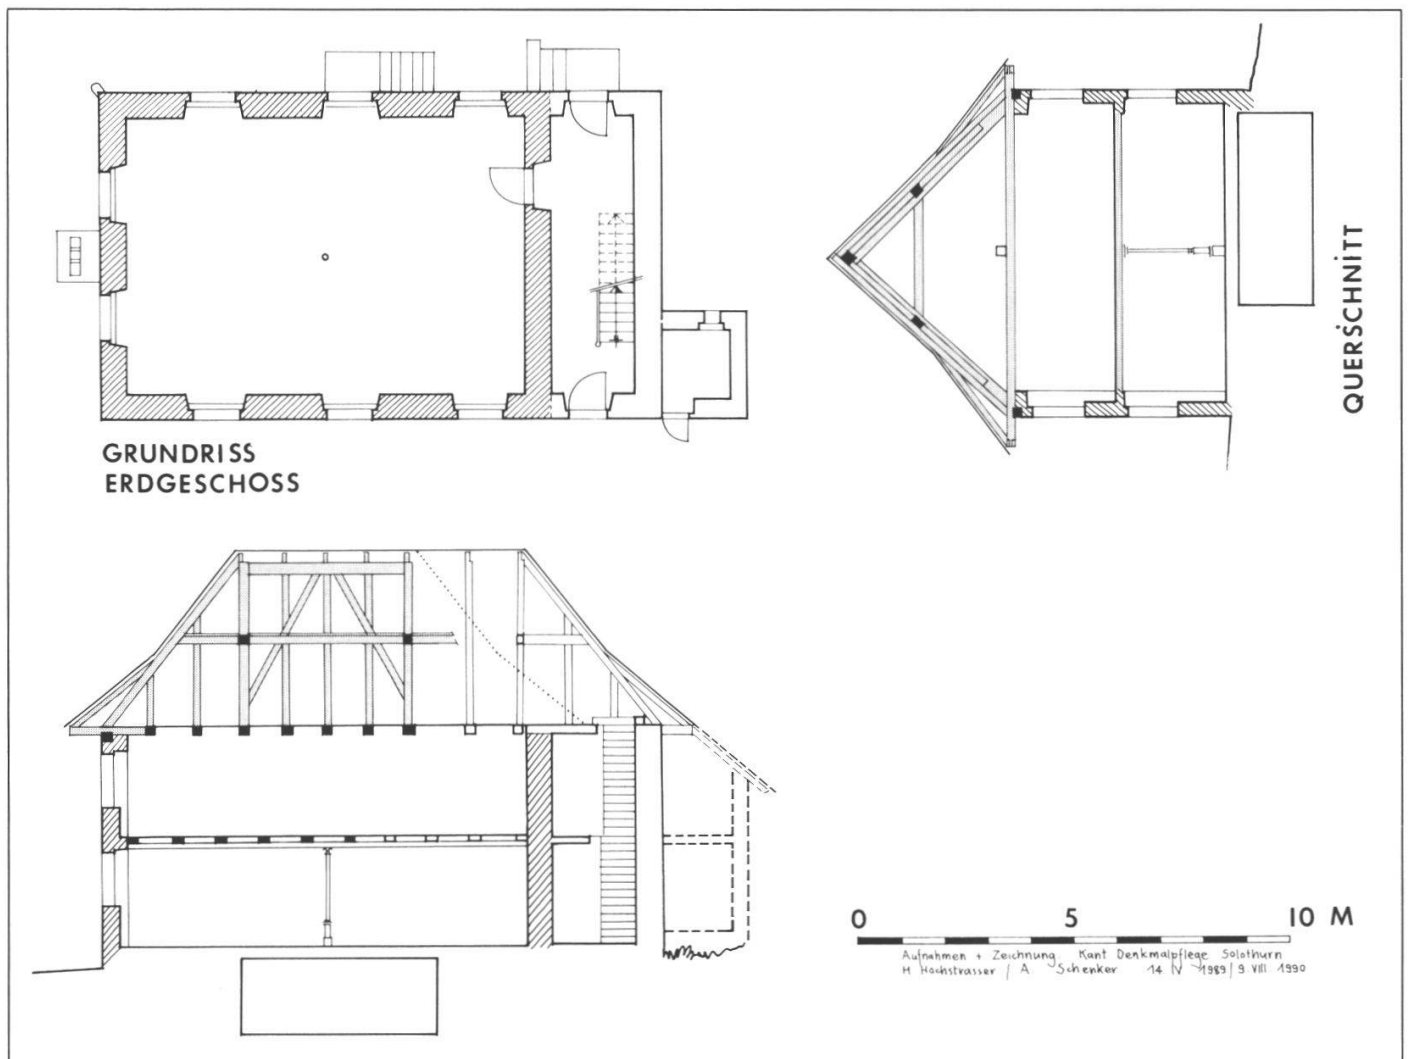 GRUNDRISS
ERDGESCHOSS
QUERSCHNITT
0 5 10 M
Aufnahmen + Zeichnung Kant Denkmalpflege Solothurn
H Hochstrasser / A Schenker 14 IV 1989 / 9 VIII 1990